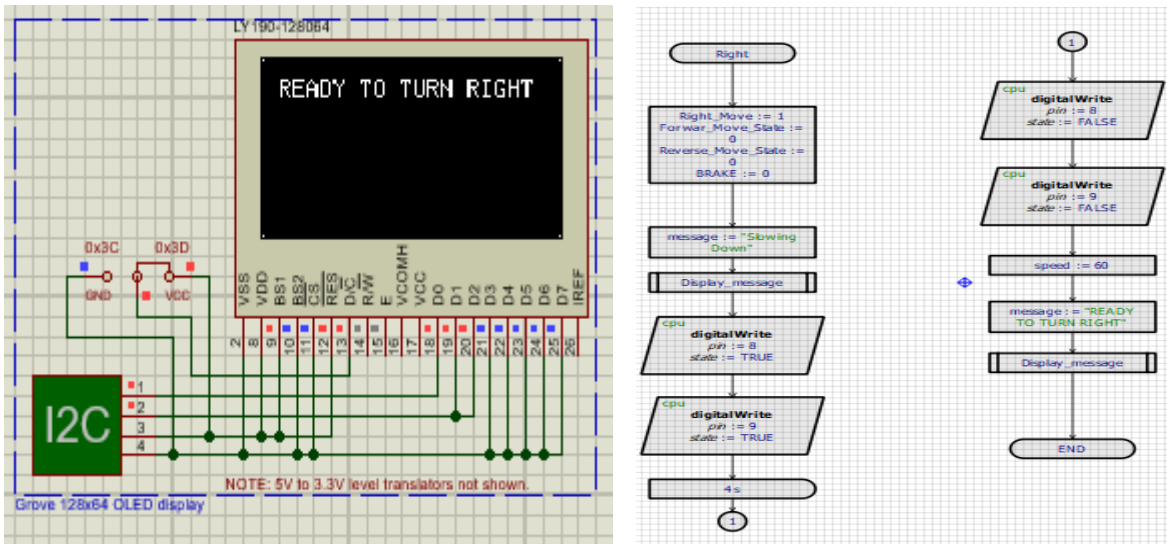 LY190-128064
READY TO TURN RIGHT
0x3C
0x3D
GND
VCC
VSS
VDD
BS1
BS2
CS
RES
D/C
R/W
E
VCOMH
VCC
D0
D1
D2
D3
D4
D5
D6
D7
IREF
2
8
9
10
11
12
13
14
15
16
17
18
19
20
21
22
23
24
25
26
I2C
1
2
3
4
NOTE: 5V to 3.3V level translators not shown.
Grove 128x64 OLED display
Right
Right_Move := 1
Forwar_Move_State :=
0
Reverse_Move_State :=
0
BRAKE := 0
message := "Slowing
Down"
Display_message
cpu
digitalWrite
pin := 8
state := TRUE
cpu
digitalWrite
pin := 9
state := TRUE
4s
1
1
cpu
digitalWrite
pin := 8
state := FALSE
cpu
digitalWrite
pin := 9
state := FALSE
speed := 60
message := "READY
TO TURN RIGHT"
Display_message
END